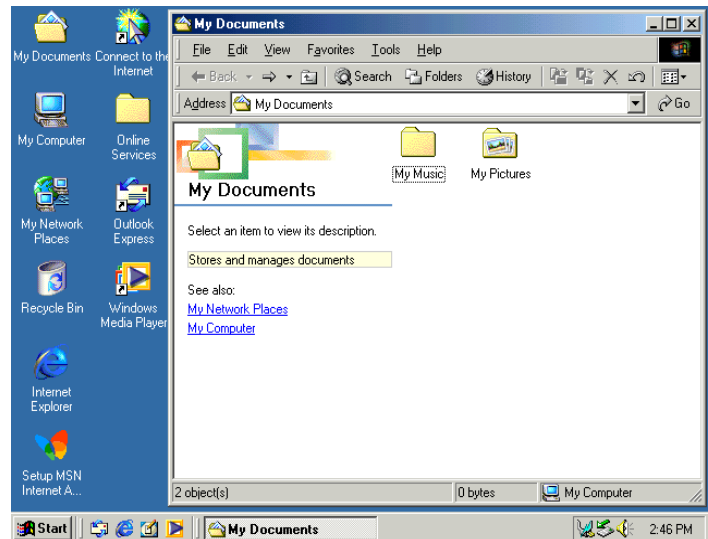 My Documents
Connect to the
Internet
My Computer
Online
Services
My Network
Places
Outlook
Express
Recycle Bin
Windows
Media Player
Internet
Explorer
Setup MSN
Internet A...
My Documents
File Edit View Favorites Tools Help
Back Search Folders History
Address My Documents Go
My Documents
Select an item to view its description.
Stores and manages documents
See also:
My Network Places
My Computer
My Music My Pictures
2 object(s) 0 bytes My Computer
Start My Documents 2:46 PM